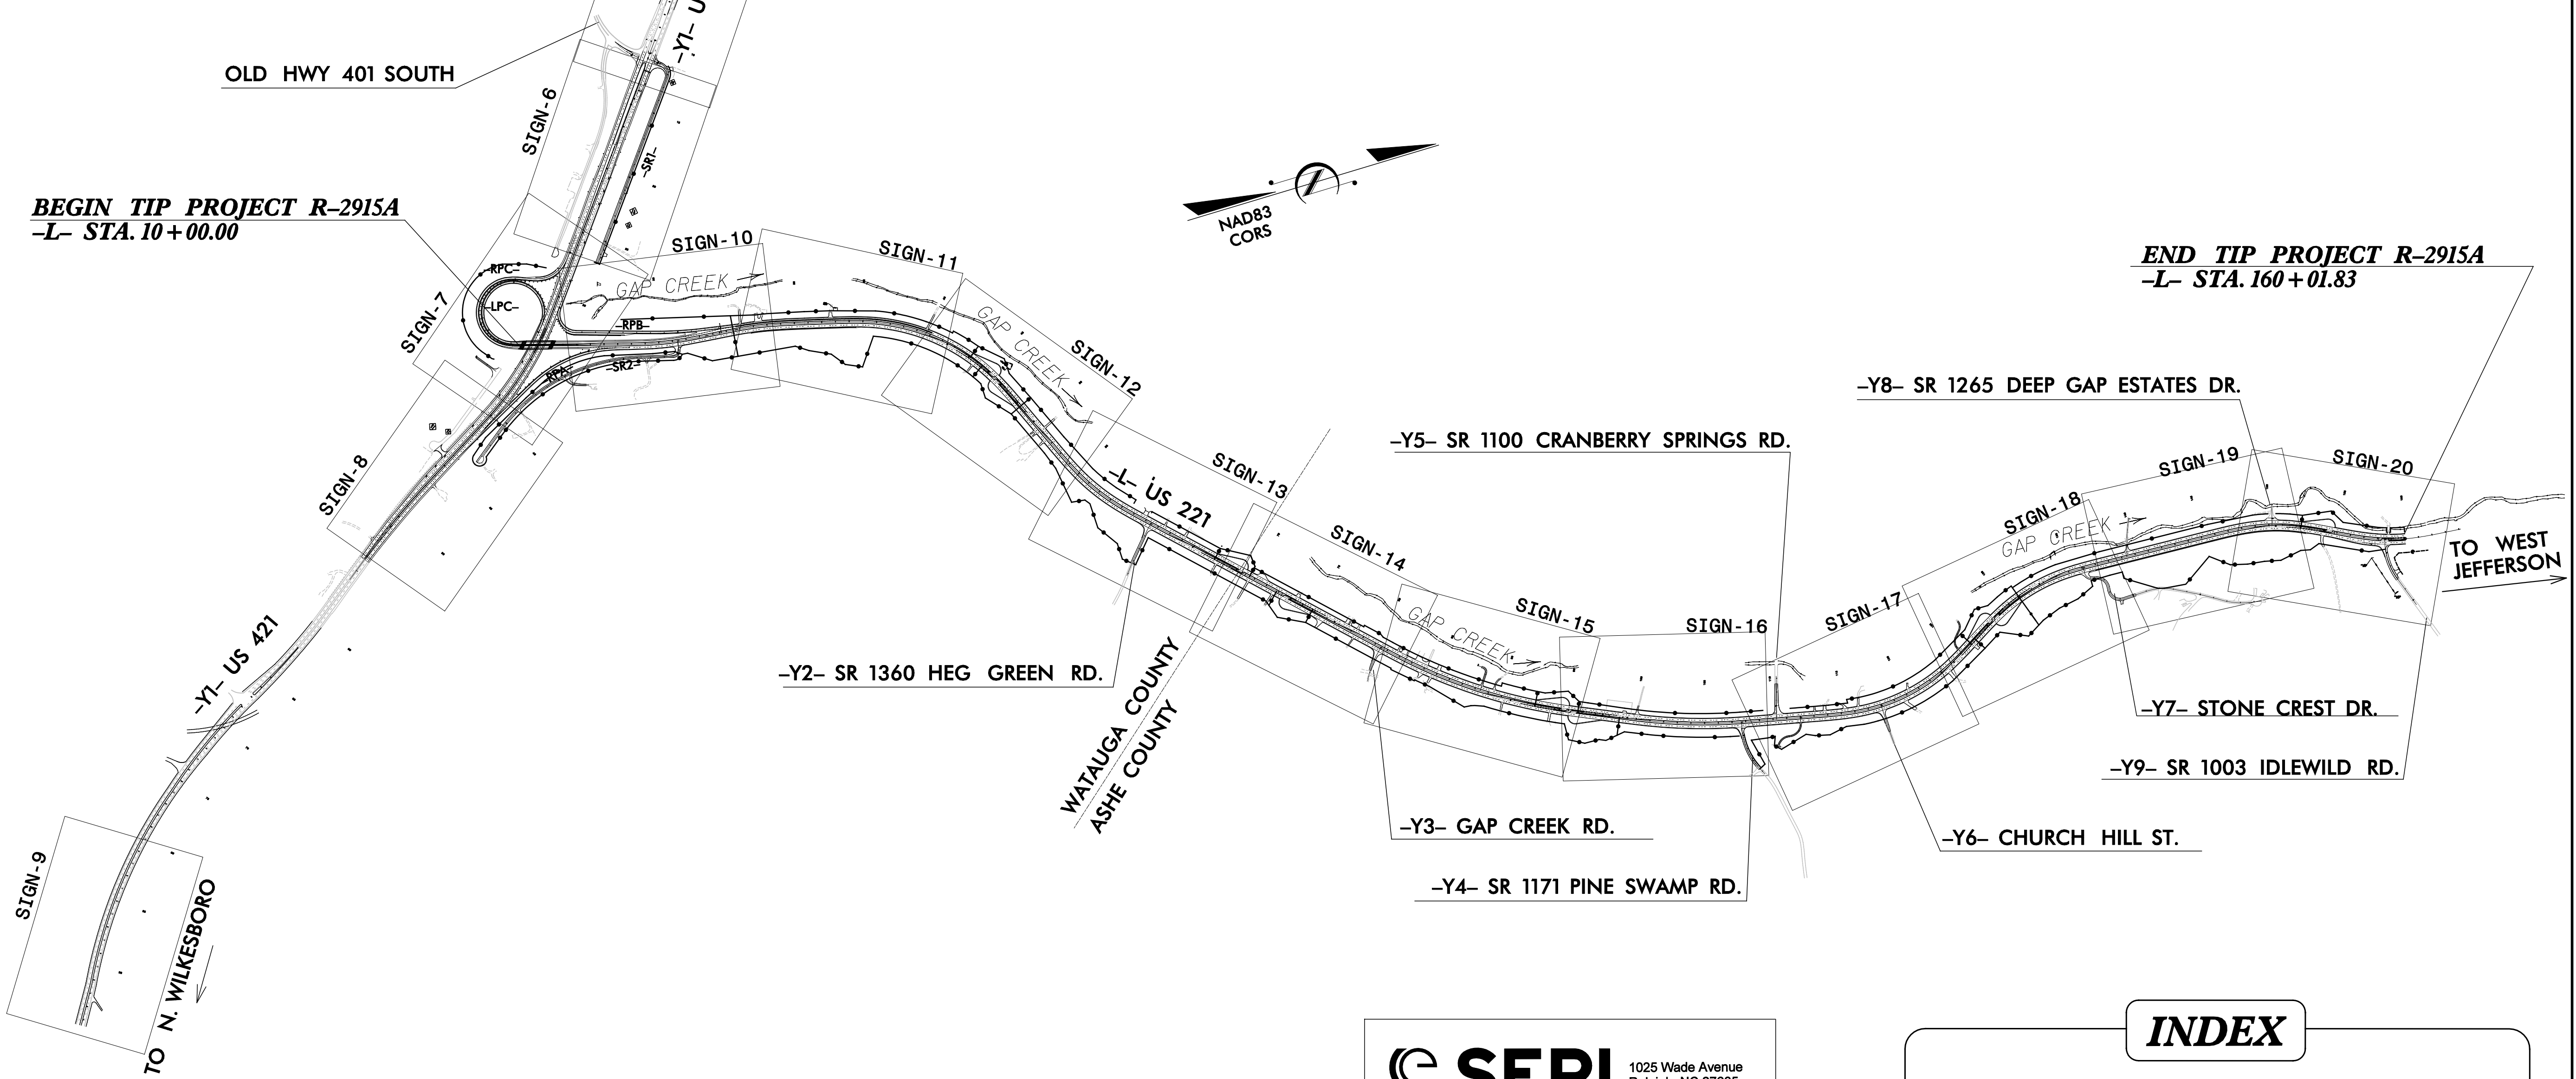 -Y1- U
OLD HWY 401 SOUTH
SIGN-6
-SR1-
BEGIN TIP PROJECT R-2915A
-L- STA. 10+00.00
NAD83
CORS
SIGN-10
SIGN-11
GAP CREEK
-RPC-
-LPC-
-RPB-
SIGN-7
-RPA-
-SR2-
GAP CREEK
SIGN-12
END TIP PROJECT R-2915A
-L- STA. 160+01.83
-Y8- SR 1265 DEEP GAP ESTATES DR.
-Y5- SR 1100 CRANBERRY SPRINGS RD.
SIGN-8
-L- US 221
SIGN-13
SIGN-14
SIGN-19
SIGN-20
SIGN-18
GAP CREEK
TO WEST
JEFFERSON
GAP CREEK
SIGN-15
SIGN-16
SIGN-17
-Y1- US 421
-Y2- SR 1360 HEG GREEN RD.
WATAUGA COUNTY
ASHE COUNTY
-Y7- STONE CREST DR.
-Y9- SR 1003 IDLEWILD RD.
-Y3- GAP CREEK RD.
-Y6- CHURCH HILL ST.
-Y4- SR 1171 PINE SWAMP RD.
SIGN-9
TO N. WILKESBORO
INDEX
SEPI
1025 Wade Avenue